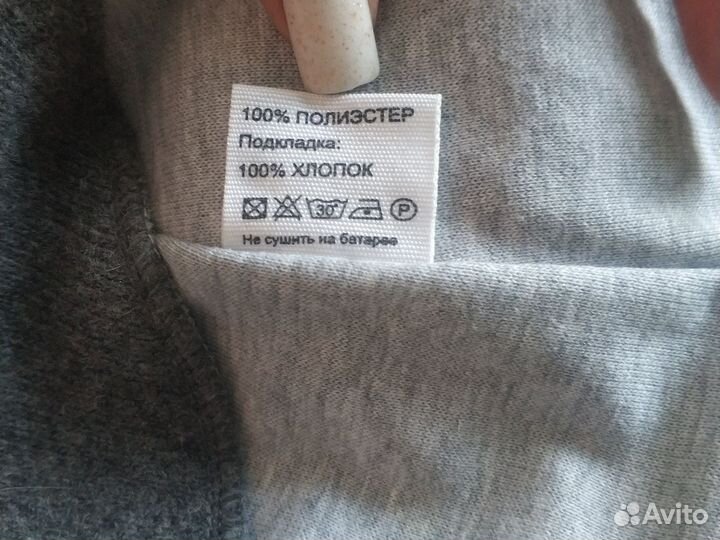 100% ПОЛИЭСТЕР
Подкладка:
100% ХЛОПОК
30° P
Не сушить на батарее
Avito